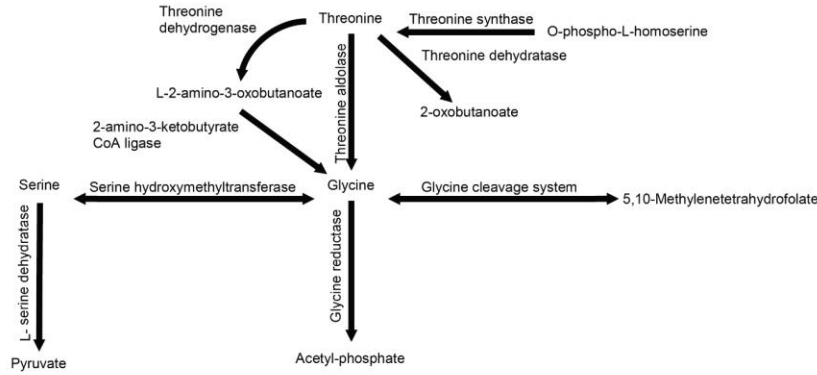 Threonine
dehydrogenase
Threonine
Threonine synthase
O-phospho-L-homoserine
Threonine dehydratase
L-2-amino-3-oxobutanoate
Threonine aldolase
2-oxobutanoate
2-amino-3-ketobutyrate
CoA ligase
Serine
Serine hydroxymethyltransferase
Glycine
Glycine cleavage system
5,10-Methylenetetrahydrofolate
L- serine dehydratase
Glycine reductase
Pyruvate
Acetyl-phosphate